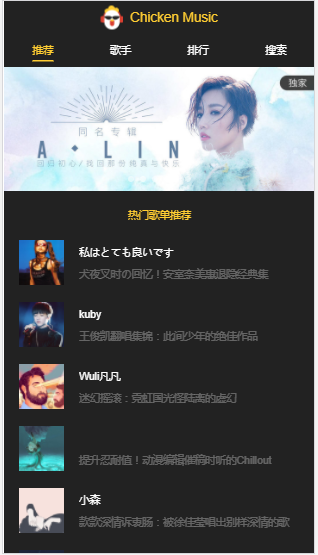 Chicken Music
推荐 歌手 排行 搜索
独家
同名专辑
A·LIN
回归初心/找回那份纯真与快乐
热门歌单推荐
私はとても良いです
犬夜叉时の回忆！安室奈美惠退隐经典集
kuby
王俊凯翻唱集锦：此间少年的绝佳作品
Wuli凡凡
迷幻摇滚：霓虹国光怪陆离的虚幻
提升忍耐值！动漫编辑催稿时听的Chillout
小森
款款深情诉衷肠：被徐佳莹唱出别样深情的歌